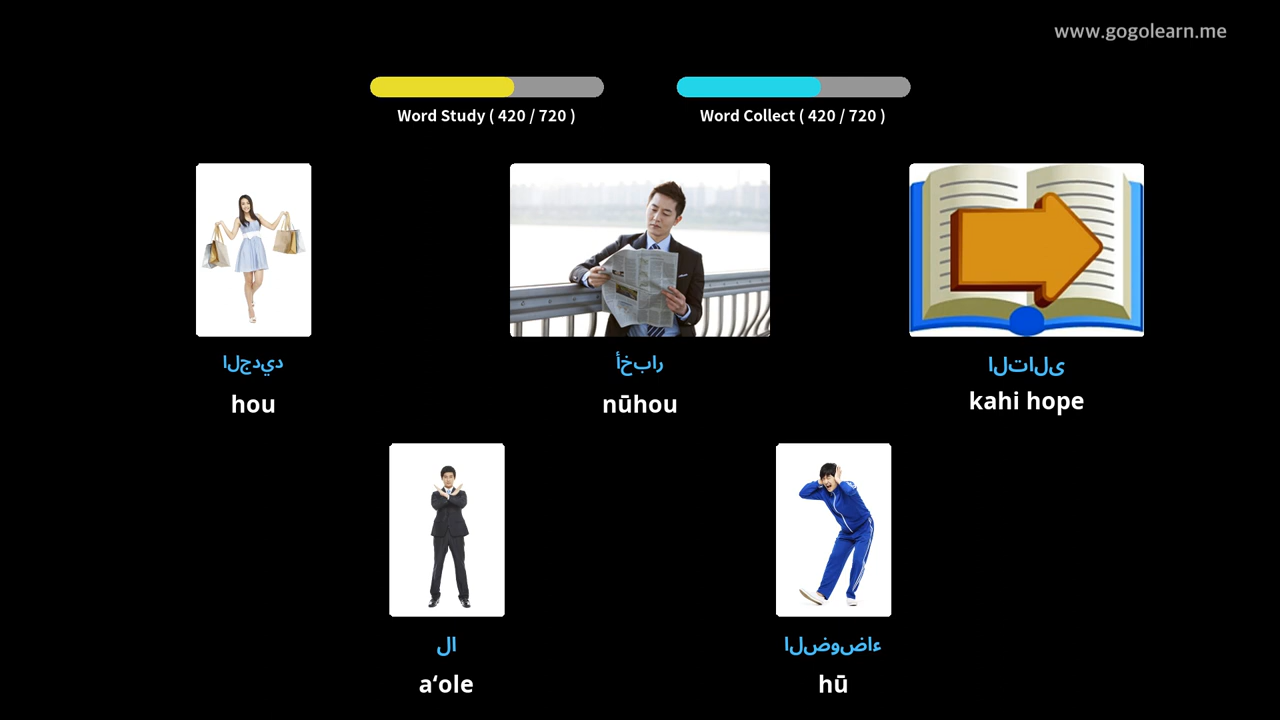 www.gogolearn.me
Word Study ( 420 / 720 )
Word Collect ( 420 / 720 )
الجديد
أخبار
التالى
hou
nūhou
kahi hope
لا
الضوضاء
aʻole
hū